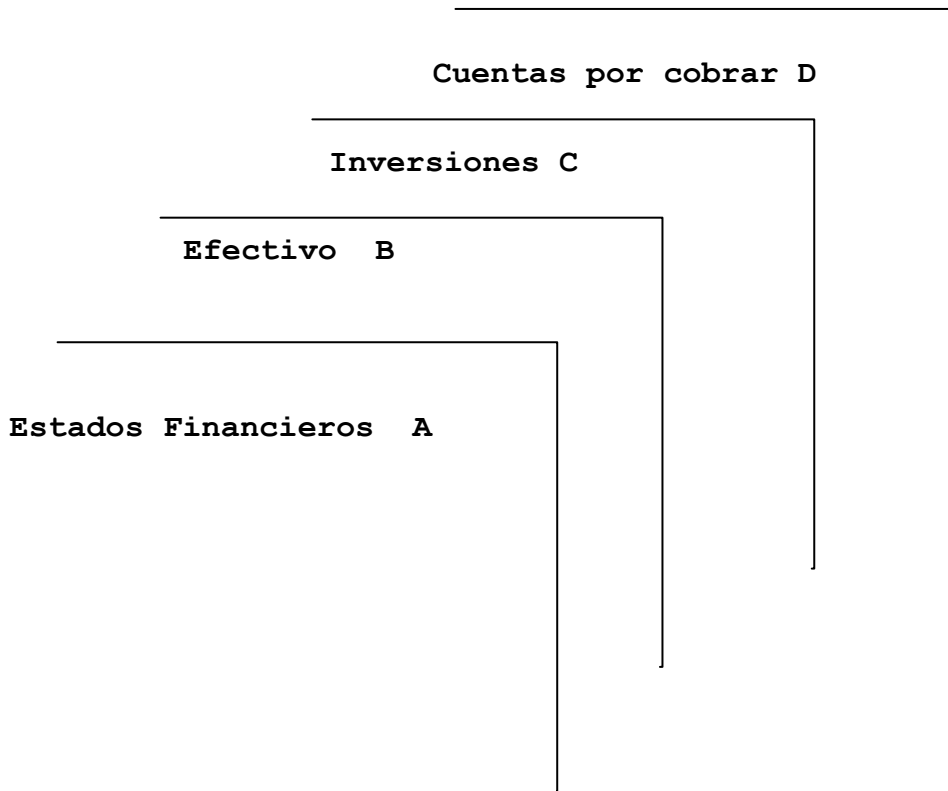 Cuentas por cobrar D
Inversiones C
Efectivo B
Estados Financieros A